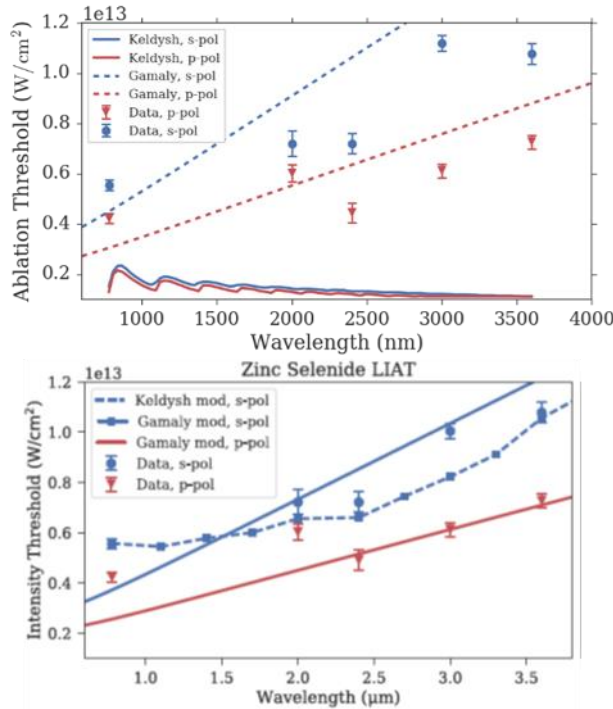 1e13
Ablation Threshold (W/cm²)
1.2
1.0
0.8
0.6
0.4
0.2
Keldysh, s-pol
Keldysh, p-pol
Gamaly, s-pol
Gamaly, p-pol
Data, p-pol
Data, s-pol
1000 1500 2000 2500 3000 3500 4000
Wavelength (nm)
Zinc Selenide LIAT
1e13
Intensity Threshold (W/cm²)
1.2
1.0
0.8
0.6
0.4
0.2
Keldysh mod, s-pol
Gamaly mod, s-pol
Gamaly mod, p-pol
Data, s-pol
Data, p-pol
1.0 1.5 2.0 2.5 3.0 3.5
Wavelength (μm)